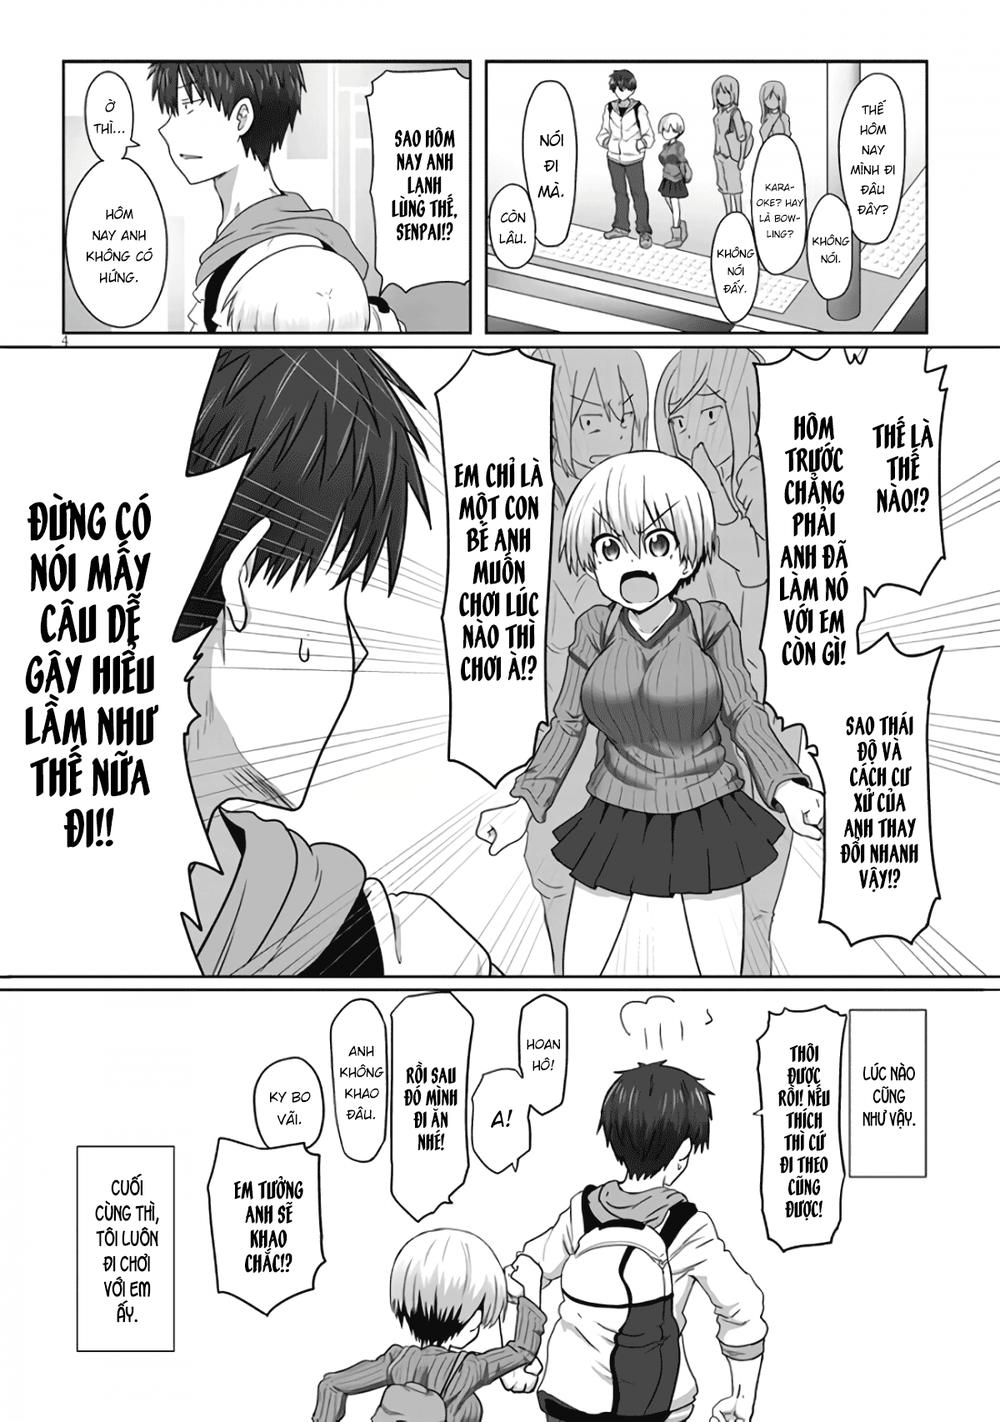 THẾ
HÔM
NAY MÌNH ĐI
ĐÂU
ĐÂY?
KHÔNG
NÓI.
KARA-
OKE? HAY
LÀ BOW-
LING?
KHÔNG
NÓI
ĐẤY.
NÓI
ĐI
MÀ.
CÒN
LÂU.
SAO HÔM
NAY ANH
LẠNH
LÙNG THẾ,
SENPAI!?
Ờ
THÌ...
HÔM
NAY ANH
KHÔNG CÓ
HỨNG.
4
THẾ LÀ
THẾ
NÀO!?
HÔM
TRƯỚC
CHẲNG
PHẢI
ANH ĐÃ
LÀM NÓ
VỚI EM
CÒN GÌ!
SAO THÁI
ĐỘ VÀ
CÁCH CƯ
XỬ CỦA
ANH THAY
ĐỔI NHANH
VẬY!?
EM CHỈ LÀ
MỘT CON
BÉ ANH
MUỐN
CHƠI LÚC
NÀO THÌ
CHƠI À!?
ĐỪNG CÓ
NÓI MẤY
CÂU DỄ
GÂY HIỂU
LẦM NHƯ
THẾ NỮA
ĐI!!
LÚC NÀO
CŨNG
NHƯ VẬY.
THÔI
ĐƯỢC
RỒI! NẾU
THÍCH
THÌ CỨ
ĐI THEO
CŨNG
ĐƯỢC!
HOAN
HÔ!
A!
RỒI SAU
ĐÓ MÌNH
ĐI ĂN
NHÉ!
ANH
KHÔNG
KHAO
ĐÂU.
KY BO
VÃI.
EM TƯỞNG
ANH SẼ
KHAO
CHẮC!?
CUỐI
CÙNG THÌ,
TÔI LUÔN
ĐI CHƠI
VỚI EM
ẤY.